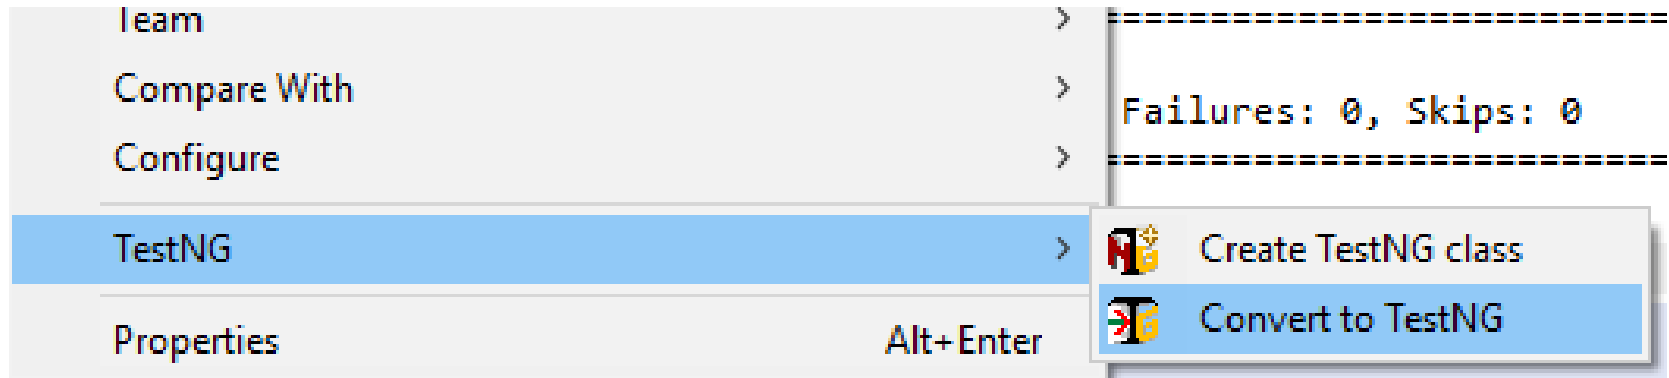 Team
Compare With
Configure
TestNG
Properties Alt+Enter
==================================
Failures: 0, Skips: 0
==================================
Create TestNG class
Convert to TestNG